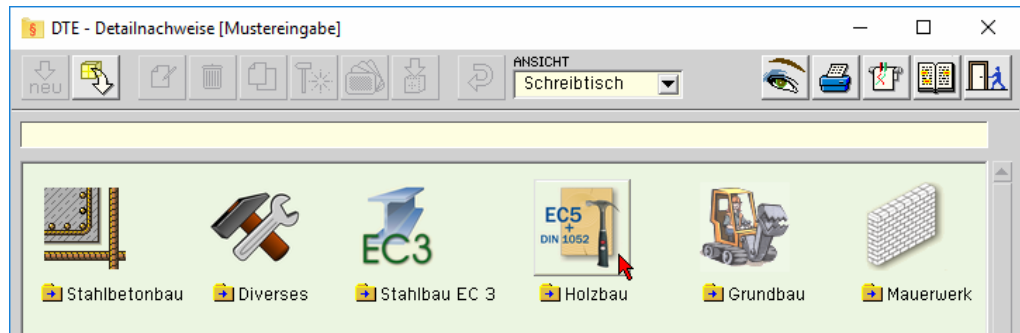 § DTE - Detailnachweise [Mustereingabe]
neu
ANSICHT
Schreibtisch
EC3
EC5
+
DIN 1052
Stahlbetonbau
Diverses
Stahlbau EC 3
Holzbau
Grundbau
Mauerwerk